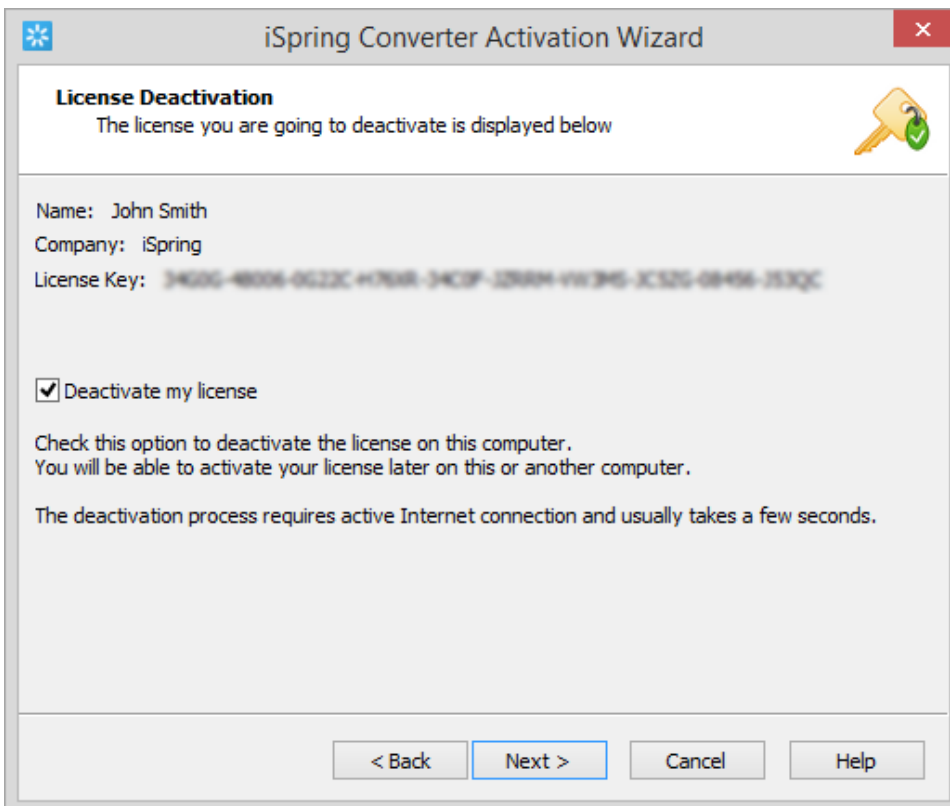 iSpring Converter Activation Wizard
License Deactivation
The license you are going to deactivate is displayed below
Name: John Smith
Company: iSpring
License Key:
Deactivate my license
Check this option to deactivate the license on this computer.
You will be able to activate your license later on this or another computer.
The deactivation process requires active Internet connection and usually takes a few seconds.
< Back Next > Cancel Help